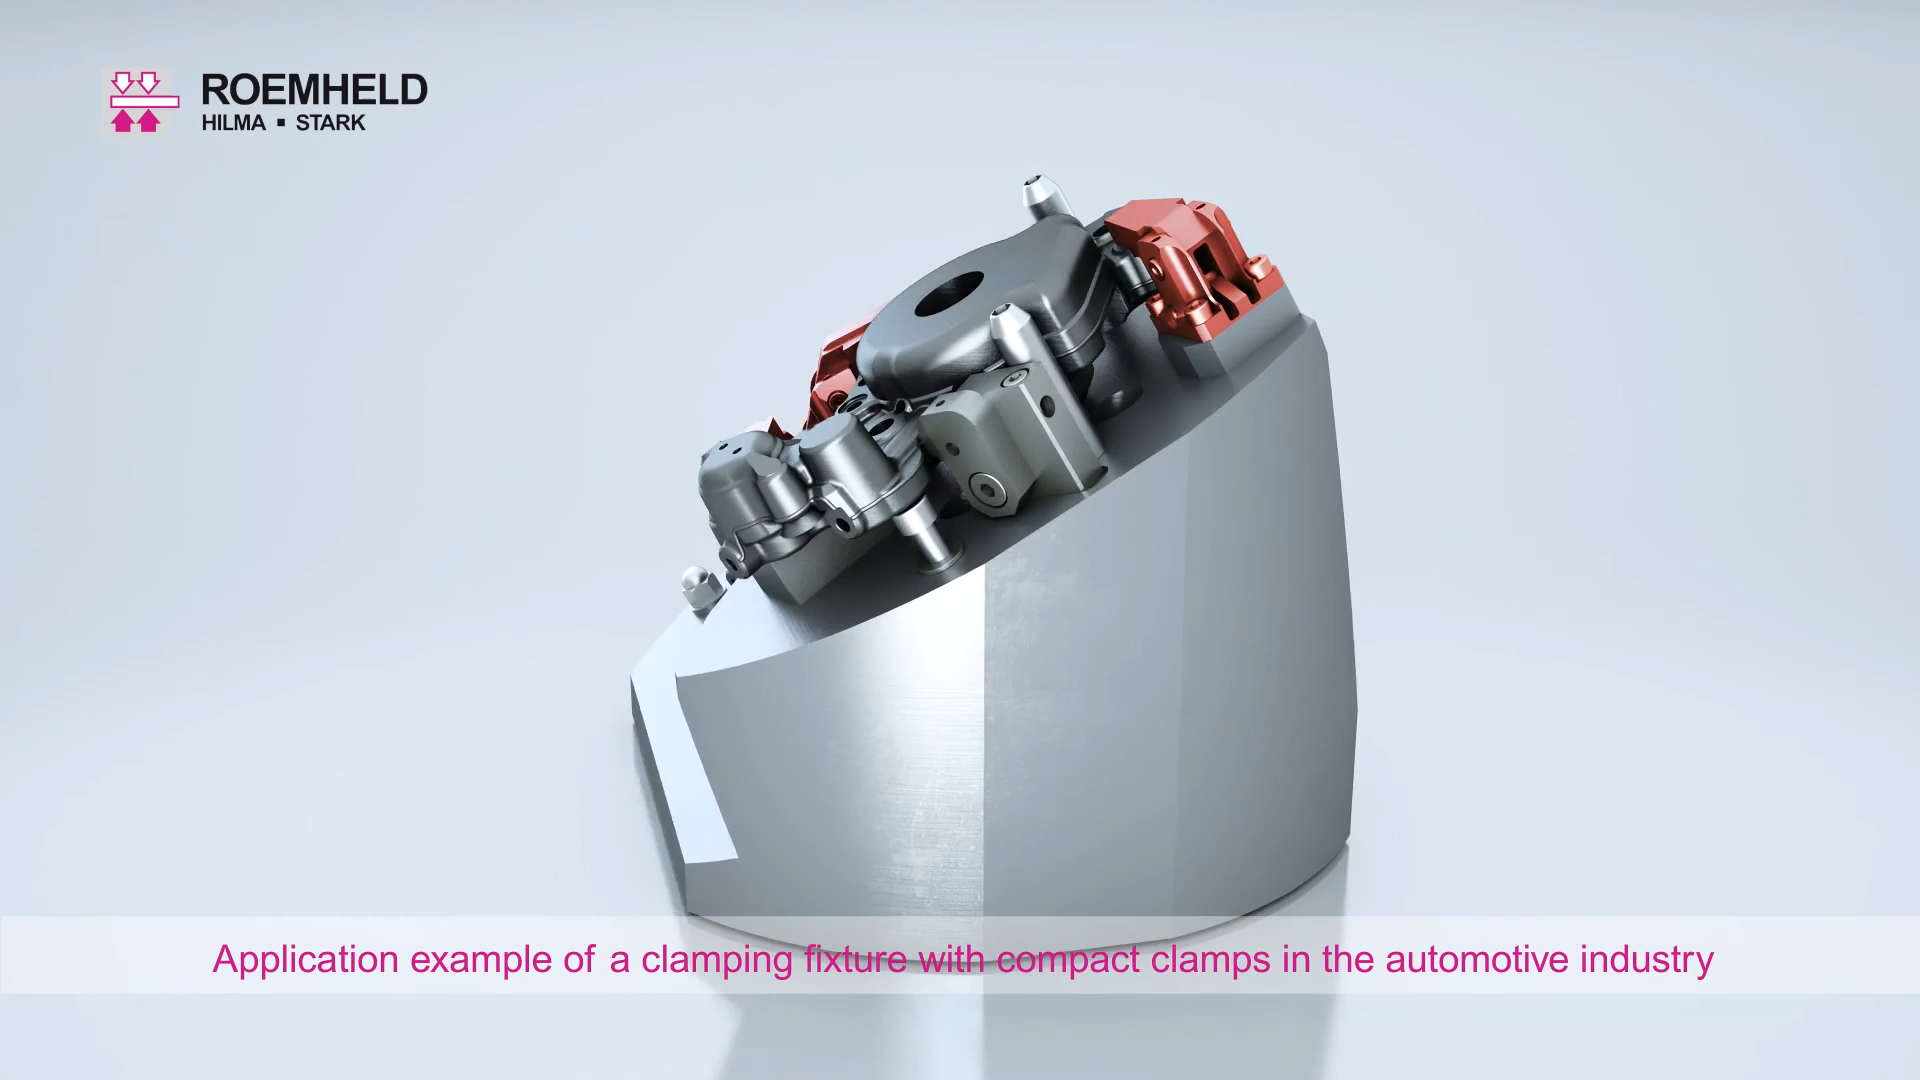 ROEMHELD
HILMA ▪ STARK
Application example of a clamping fixture with compact clamps in the automotive industry